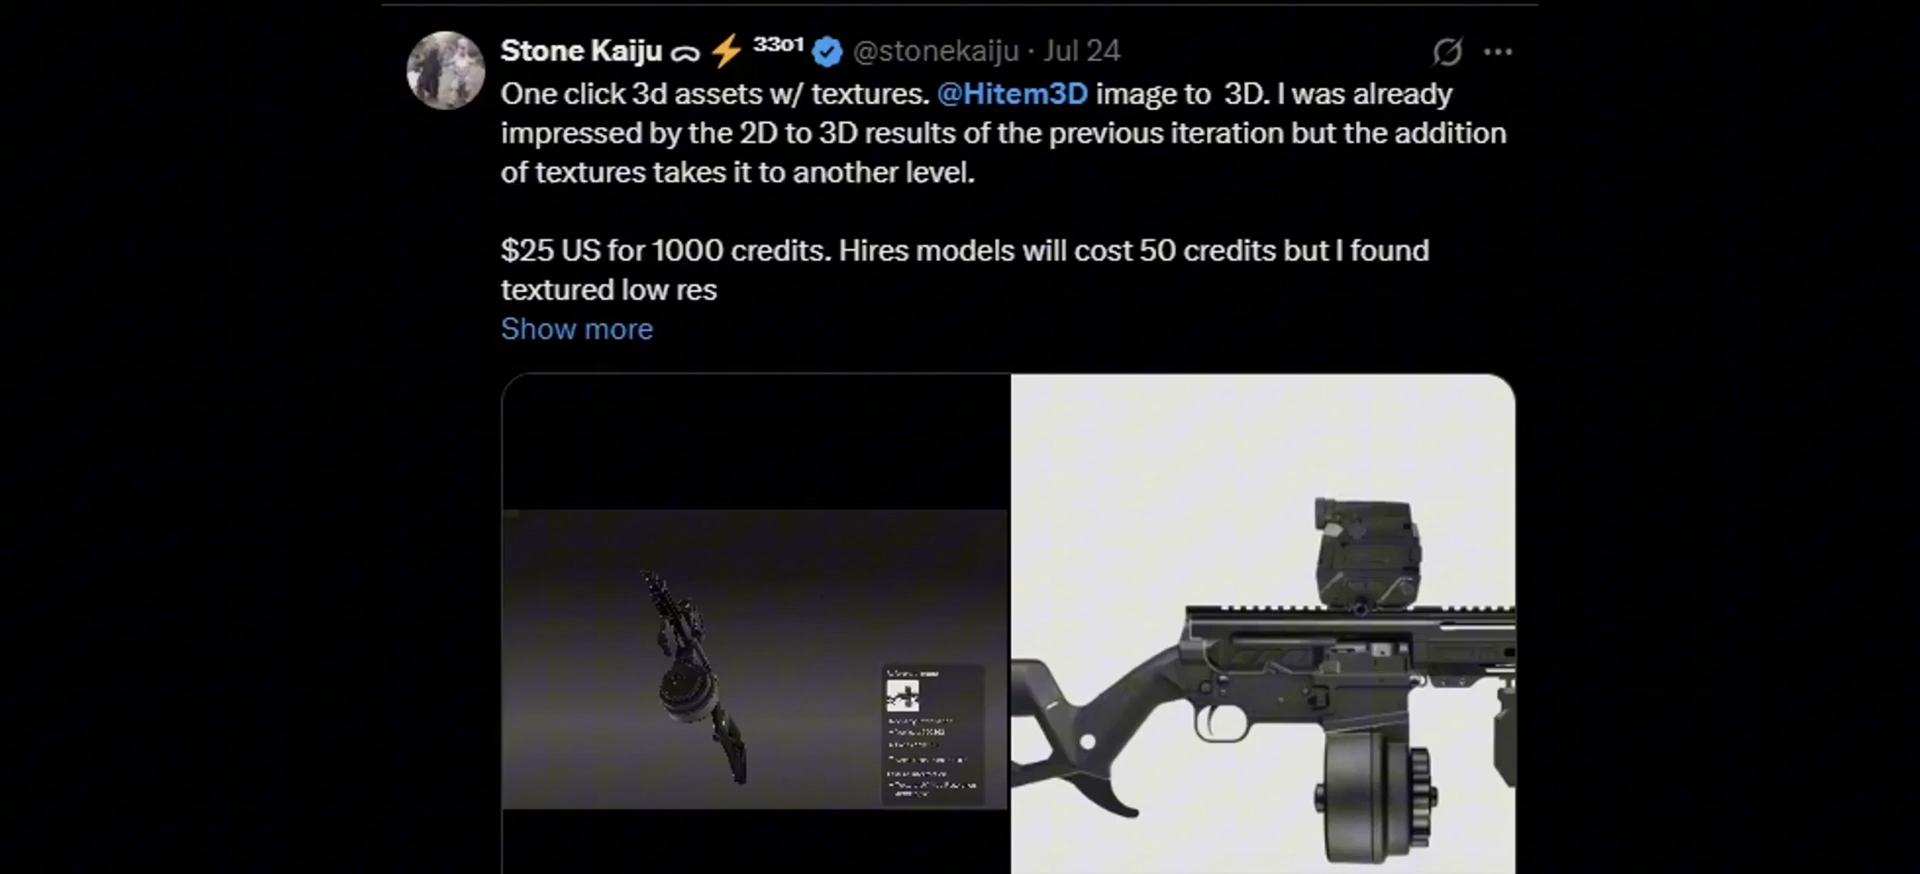 Stone Kaiju ⚡ 3301 @stonekaiju · Jul 24
One click 3d assets w/ textures. @Hitem3D image to 3D. I was already
impressed by the 2D to 3D results of the previous iteration but the addition
of textures takes it to another level.
$25 US for 1000 credits. Hires models will cost 50 credits but I found
textured low res
Show more